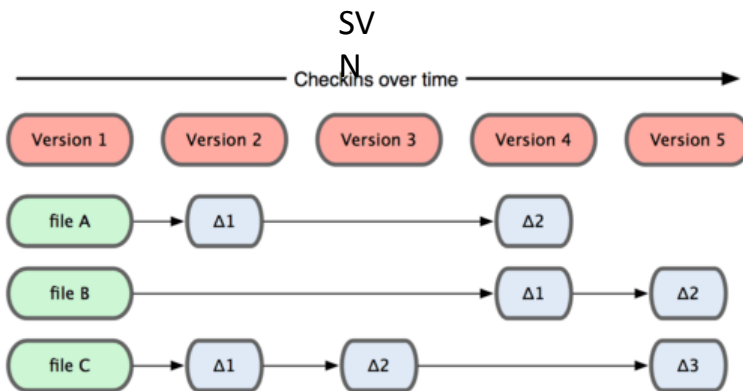 SV
N
Checkins over time
Version 1 Version 2 Version 3 Version 4 Version 5
file A Δ1 Δ2
file B Δ1 Δ2
file C Δ1 Δ2 Δ3